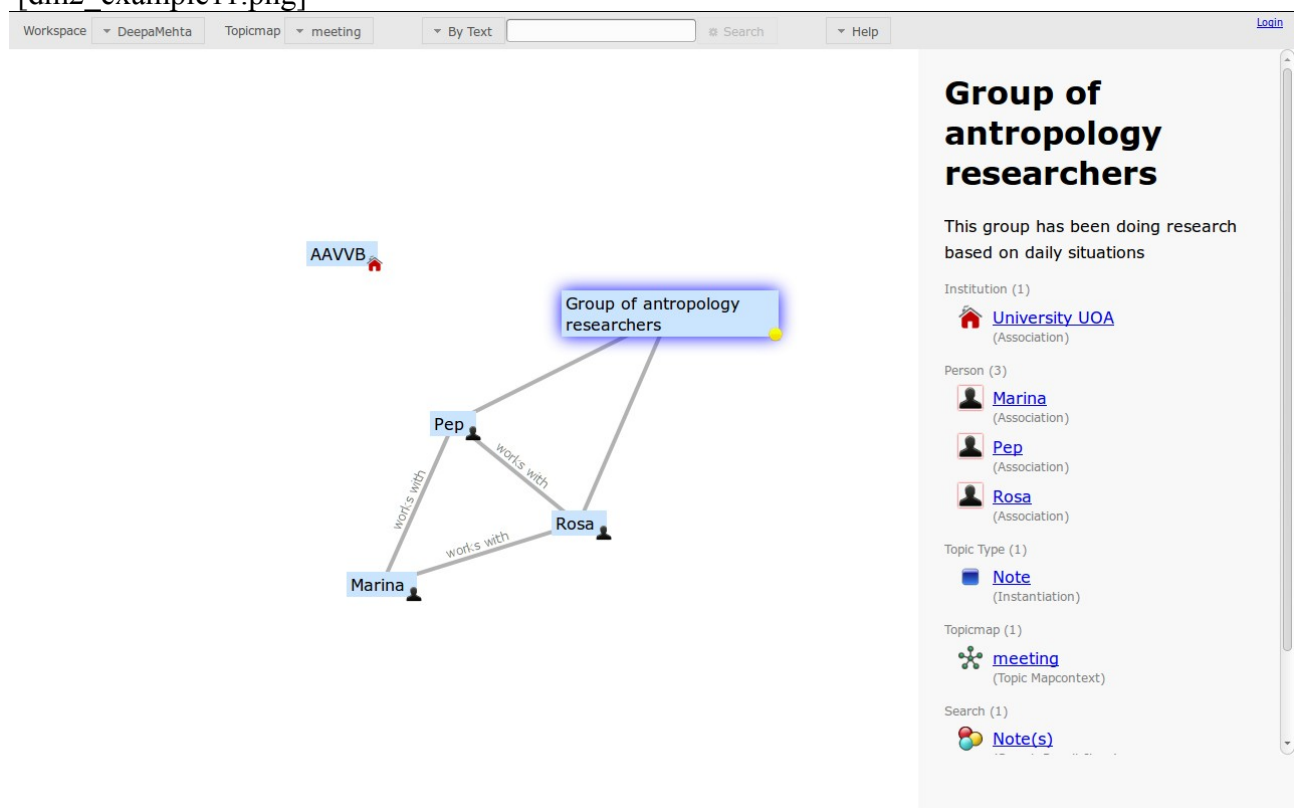 Workspace DeepaMehta Topicmap meeting By Text Search Help Login
AAVVB
Group of antropology
researchers
Pep
works with
works with
Rosa
works with
Marina
Group of
antropology
researchers
This group has been doing research
based on daily situations
Institution (1)
University UOA
(Association)
Person (3)
Marina
(Association)
Pep
(Association)
Rosa
(Association)
Topic Type (1)
Note
(Instantiation)
Topicmap (1)
meeting
(Topic Mapcontext)
Search (1)
Note(s)